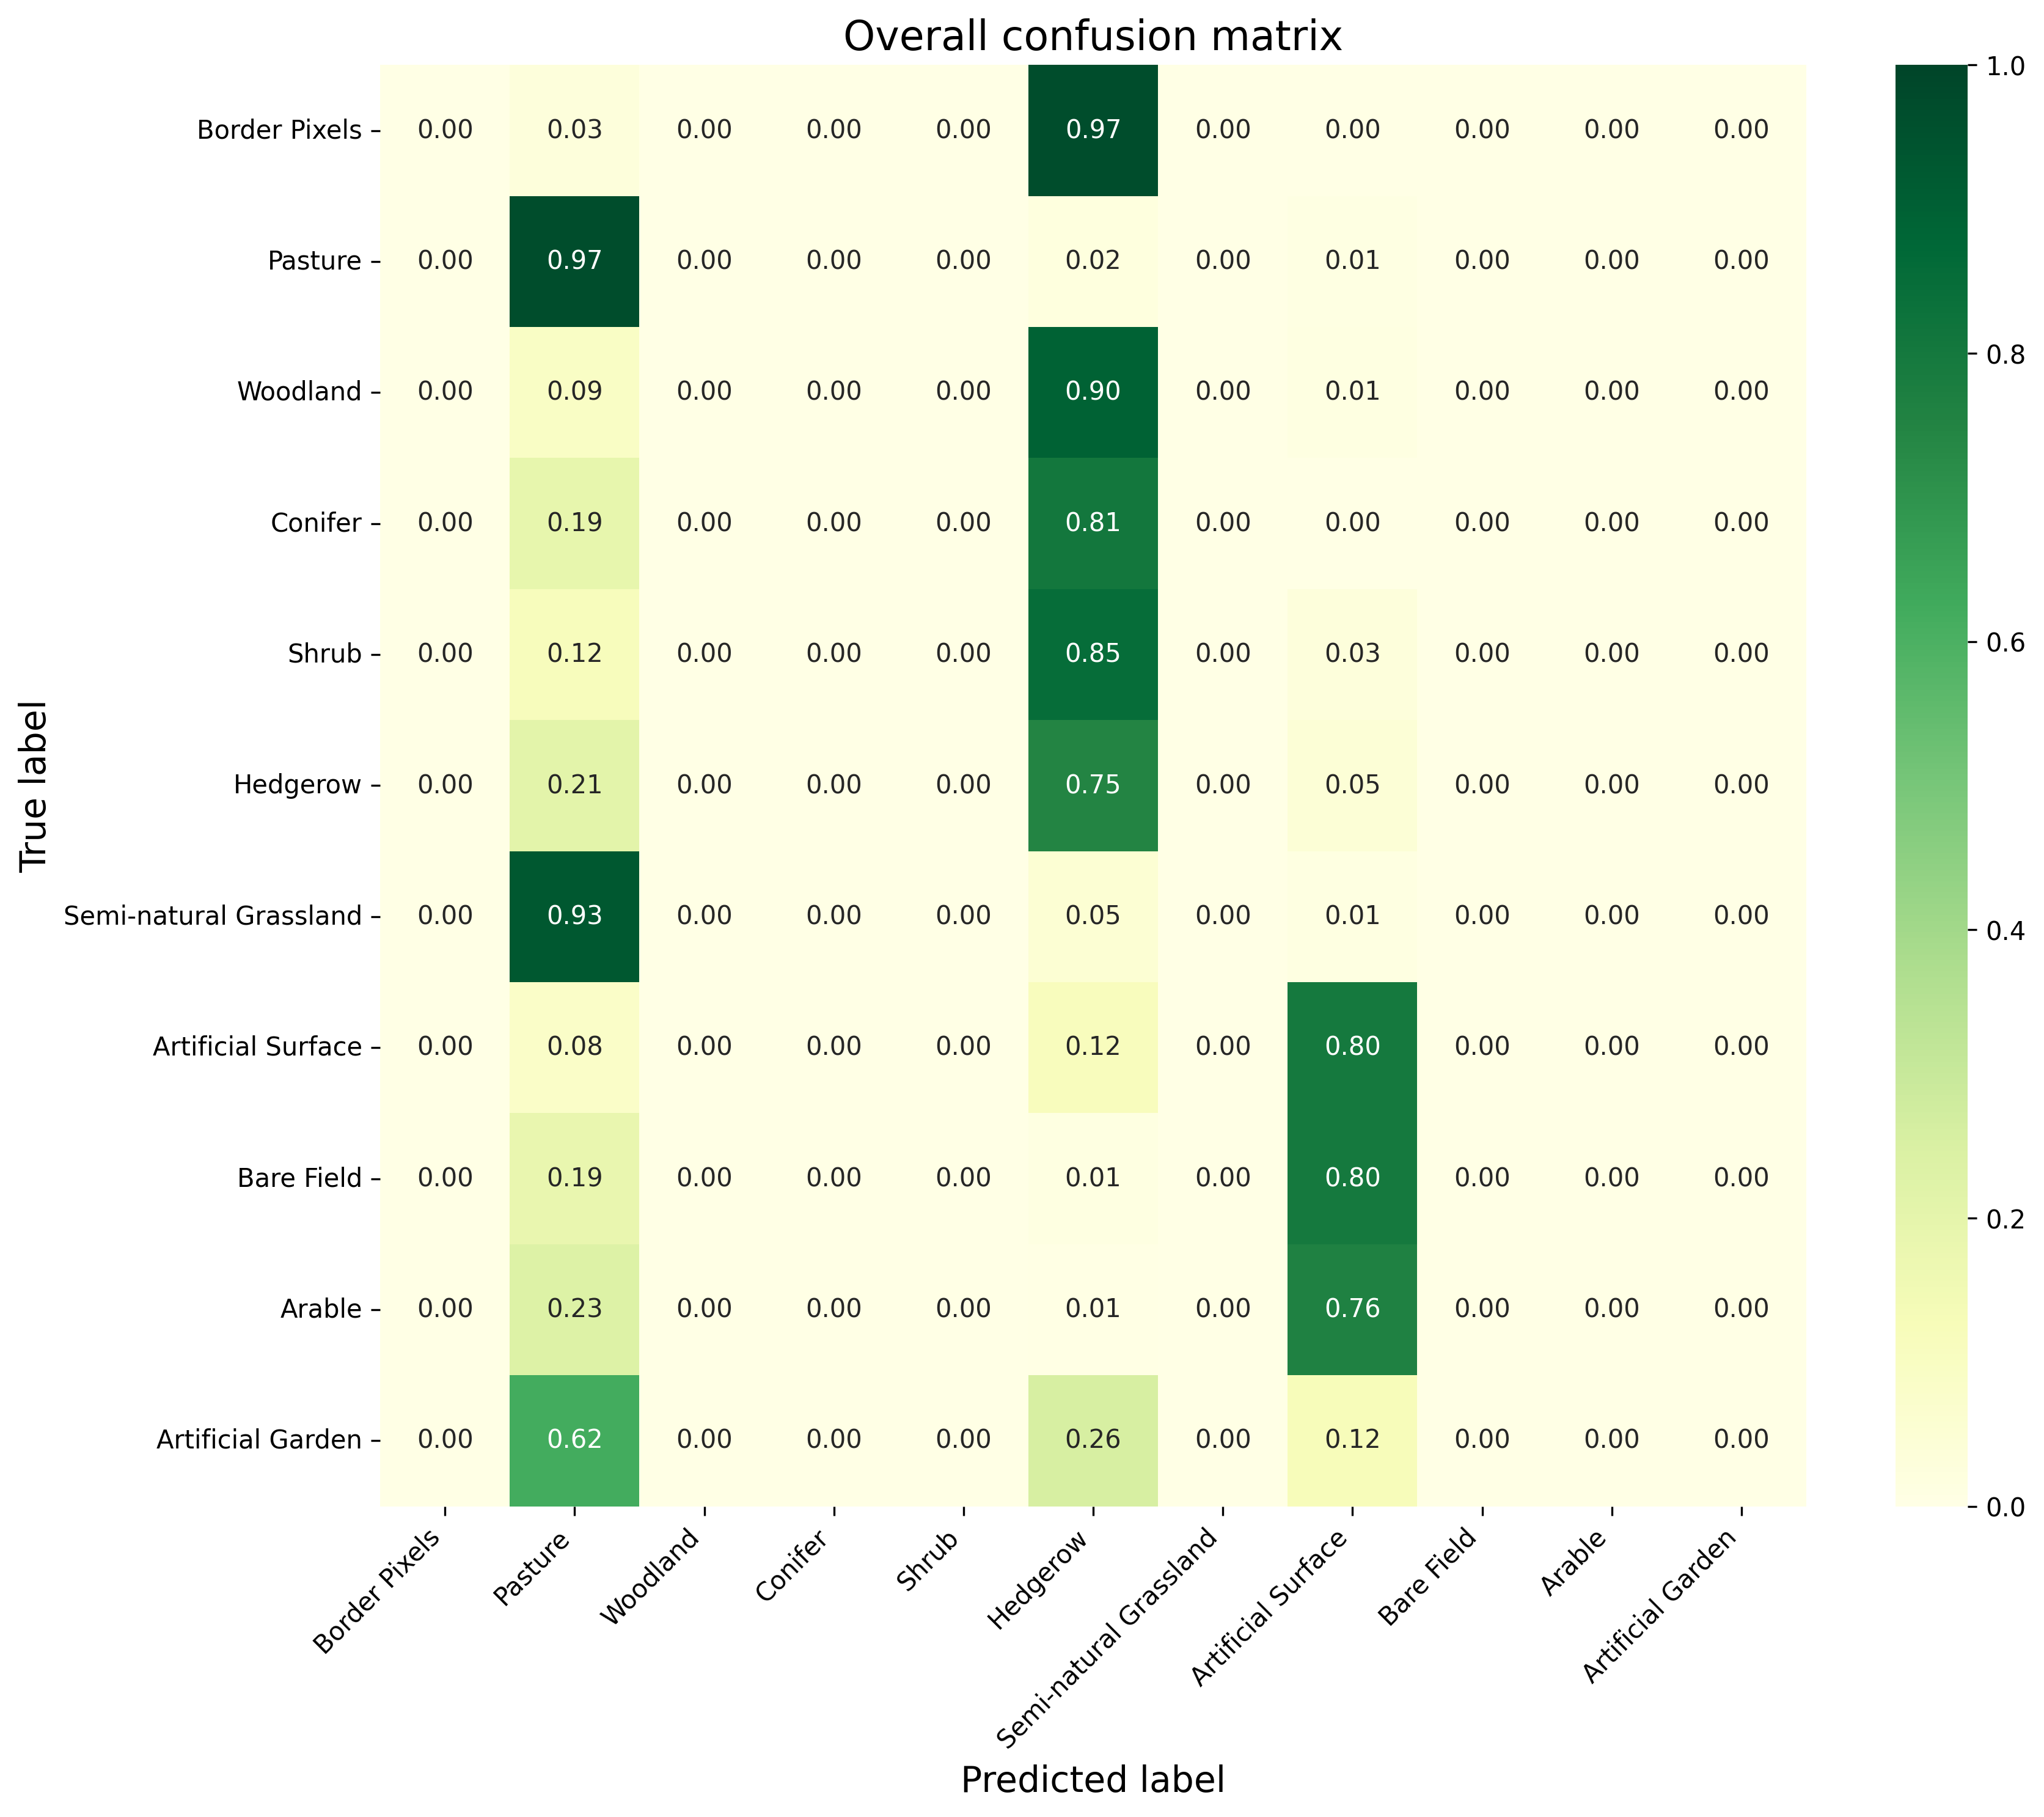 Overall confusion matrix
Border Pixels 0.00 0.03 0.00 0.00 0.00 0.97 0.00 0.00 0.00 0.00 0.00
Pasture 0.00 0.97 0.00 0.00 0.00 0.02 0.00 0.01 0.00 0.00 0.00
Woodland 0.00 0.09 0.00 0.00 0.00 0.90 0.00 0.01 0.00 0.00 0.00
Conifer 0.00 0.19 0.00 0.00 0.00 0.81 0.00 0.00 0.00 0.00 0.00
Shrub 0.00 0.12 0.00 0.00 0.00 0.85 0.00 0.03 0.00 0.00 0.00
Hedgerow 0.00 0.21 0.00 0.00 0.00 0.75 0.00 0.05 0.00 0.00 0.00
Semi-natural Grassland 0.00 0.93 0.00 0.00 0.00 0.05 0.00 0.01 0.00 0.00 0.00
Artificial Surface 0.00 0.08 0.00 0.00 0.00 0.12 0.00 0.80 0.00 0.00 0.00
Bare Field 0.00 0.19 0.00 0.00 0.00 0.01 0.00 0.80 0.00 0.00 0.00
Arable 0.00 0.23 0.00 0.00 0.00 0.01 0.00 0.76 0.00 0.00 0.00
Artificial Garden 0.00 0.62 0.00 0.00 0.00 0.26 0.00 0.12 0.00 0.00 0.00
True label
Border Pixels
Pasture
Woodland
Conifer
Shrub
Hedgerow
Semi-natural Grassland
Artificial Surface
Bare Field
Arable
Artificial Garden
Predicted label
1.0
0.8
0.6
0.4
0.2
0.0